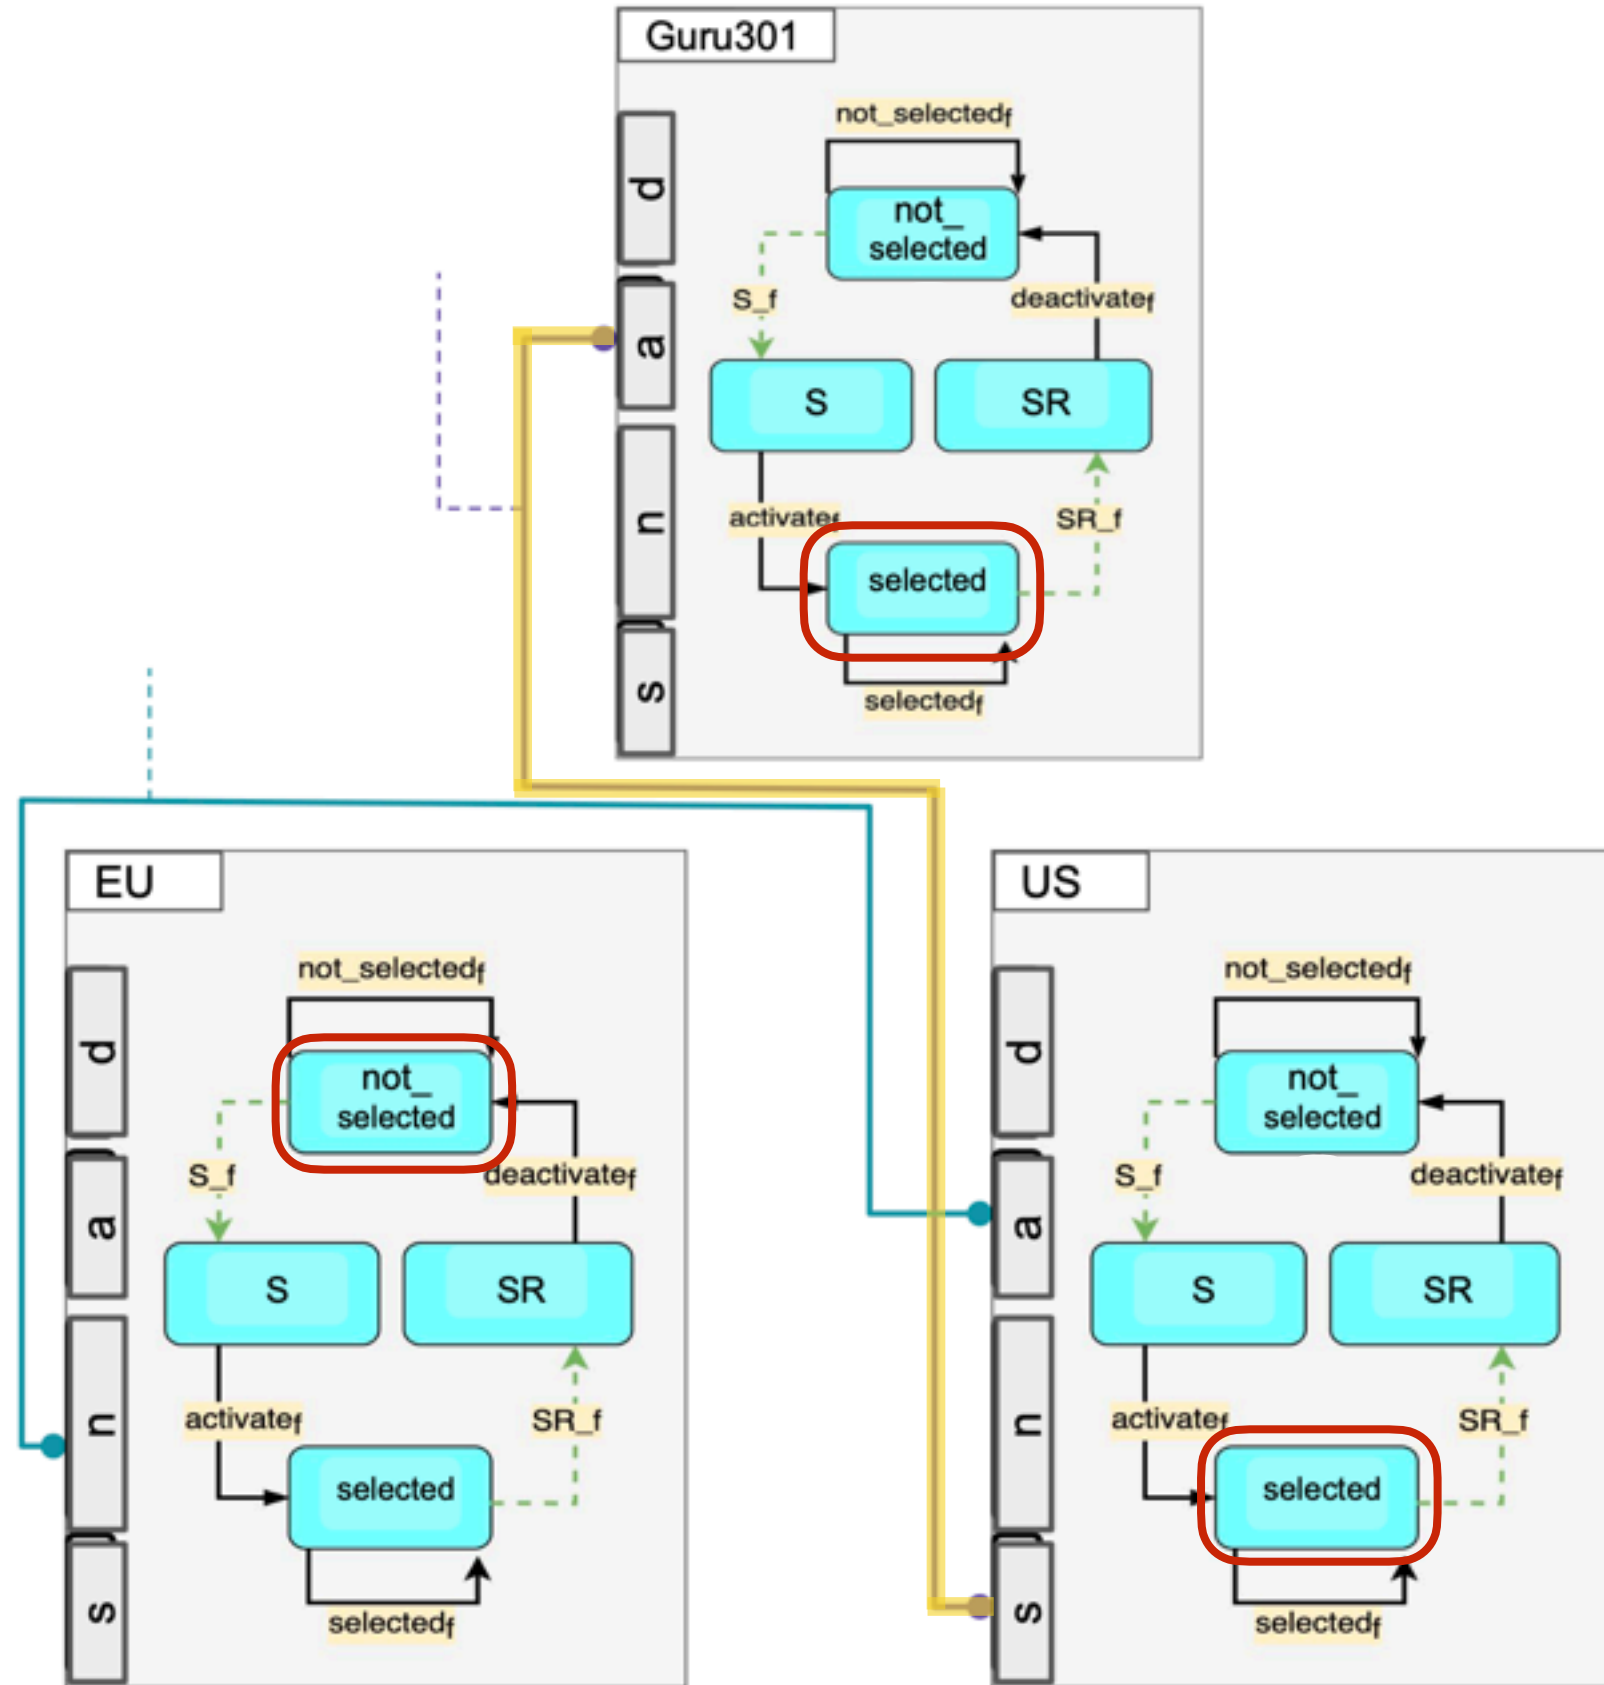 Guru301
not_selectedf
d
not_
selected
S_f
deactivatef
a
S
SR
n
activatef
SR_f
selected
s
selectedf
EU
not_selectedf
d
not_
selected
S_f
deactivatef
a
S
SR
n
activatef
SR_f
selected
s
selectedf
US
not_selectedf
d
not_
selected
S_f
deactivatef
a
S
SR
n
activatef
SR_f
selected
s
selectedf